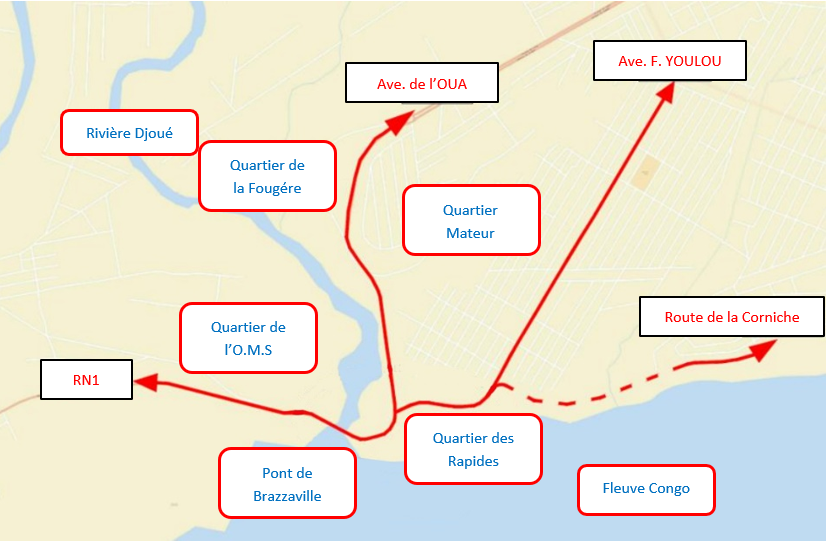 Ave. F. YOULOU
Ave. de l'OUA
Rivière Djoué
Quartier de
la Fougére
Quartier
Mateur
Quartier de
l'O.M.S
Route de la Corniche
RN1
Quartier des
Rapides
Pont de
Brazzaville
Fleuve Congo